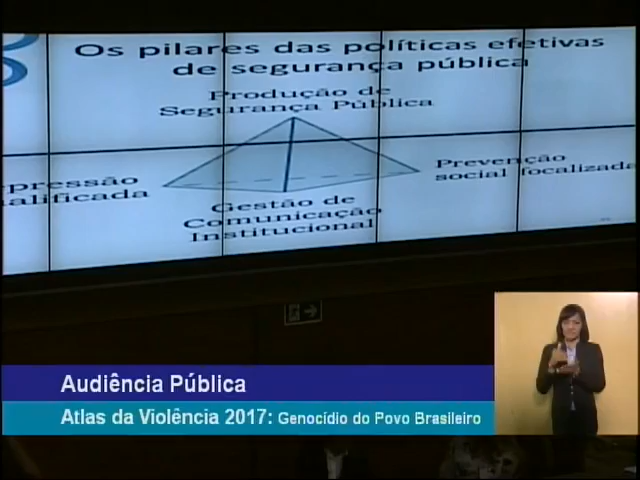 Os pilares das políticas efetivas
de segurança pública
Produção de
Segurança Pública
pressão
alificada
Prevenção
social focalizada
Gestão de
Comunicação
Institucional
Audiência Pública
Atlas da Violência 2017: Genocídio do Povo Brasileiro